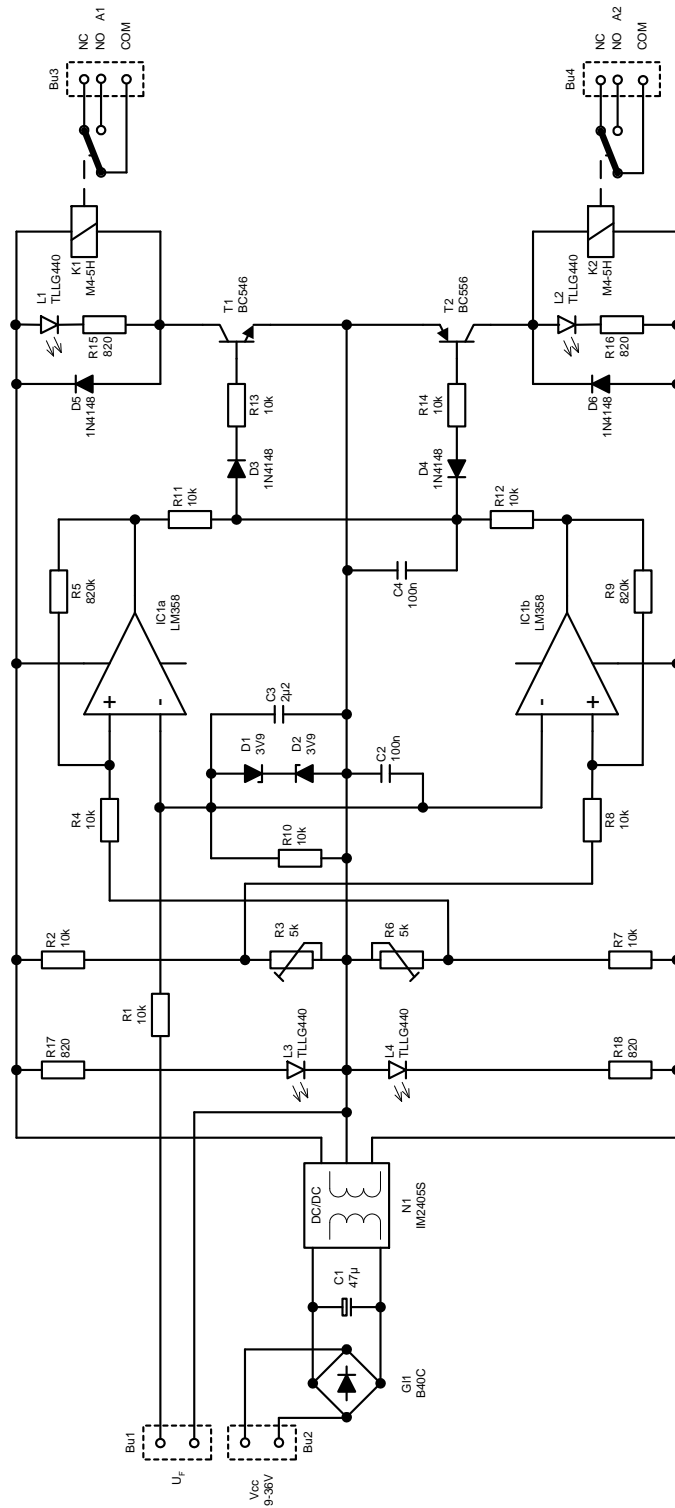 Bu1
U_F
Vcc
9-36V
Bu2
Gl1
B40C
C1
47µ
DC/DC
N1
IM2405S
R17
820
L3
TLLG440
L4
TLLG440
R18
820
R1
10k
R2
10k
R3
5k
R6
5k
R7
10k
R4
10k
R10
10k
R8
10k
D1
3V9
D2
3V9
C3
2µ2
C2
100n
R5
820k
IC1a
LM358
+
-
IC1b
LM358
-
+
R9
820k
R11
10k
C4
100n
R12
10k
D3
1N4148
R13
10k
D4
1N4148
R14
10k
T1
BC546
T2
BC556
D5
1N4148
R15
820
L1
TLLG440
K1
M4-5H
D6
1N4148
R16
820
L2
TLLG440
K2
M4-5H
Bu3
NC
NO
A1
COM
Bu4
NC
NO
A2
COM